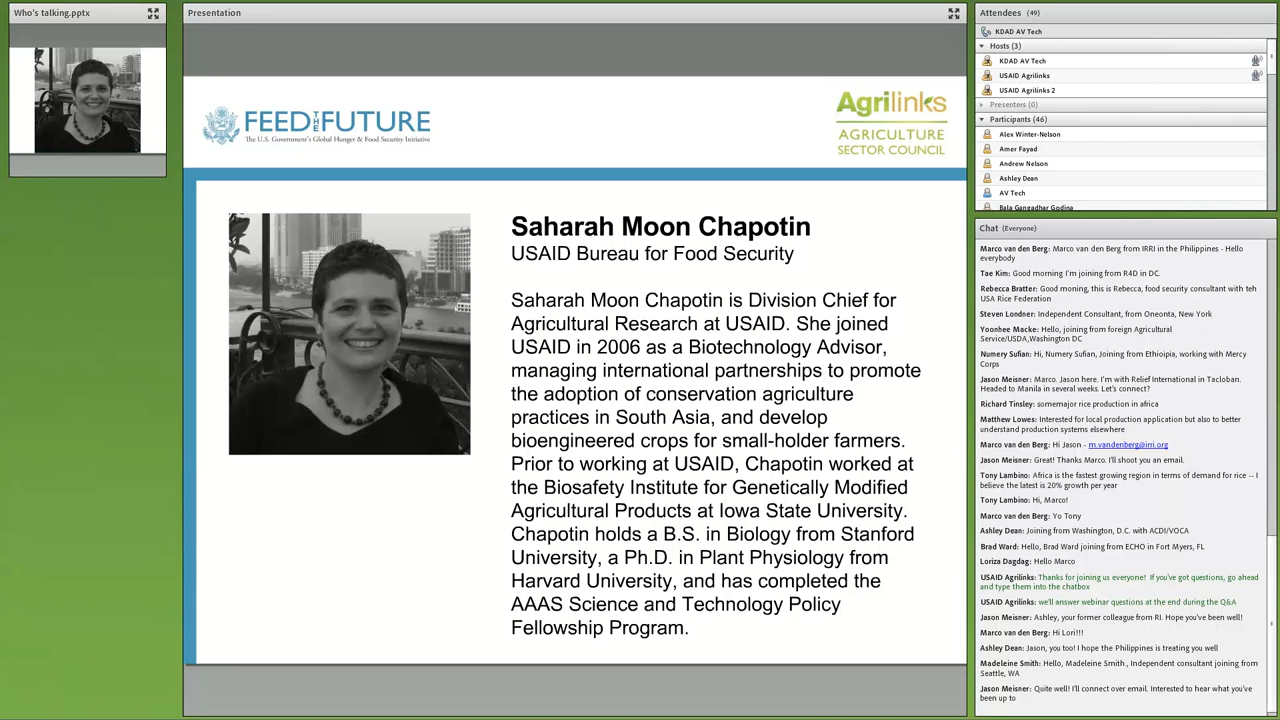 Who's talking.pptx
Presentation
FEED THE FUTURE
The U.S. Government's Global Hunger & Food Security Initiative
Agrilinks
AGRICULTURE
SECTOR COUNCIL
Saharah Moon Chapotin
USAID Bureau for Food Security
Saharah Moon Chapotin is Division Chief for
Agricultural Research at USAID. She joined
USAID in 2006 as a Biotechnology Advisor,
managing international partnerships to promote
the adoption of conservation agriculture
practices in South Asia, and develop
bioengineered crops for small-holder farmers.
Prior to working at USAID, Chapotin worked at
the Biosafety Institute for Genetically Modified
Agricultural Products at Iowa State University.
Chapotin holds a B.S. in Biology from Stanford
University, a Ph.D. in Plant Physiology from
Harvard University, and has completed the
AAAS Science and Technology Policy
Fellowship Program.
Attendees (49)
KDAD AV Tech
Hosts (3)
KDAD AV Tech
USAID Agrilinks
USAID Agrilinks 2
Presenters (0)
Participants (46)
Alex Winter-Nelson
Amer Fayad
Andrew Nelson
Ashley Dean
AV Tech
Bala Gangadhar Godina
Chat (Everyone)
Marco van den Berg: Marco van den Berg from IRRI in the Philippines - Hello
everybody
Tae Kim: Good morning I'm joining from R4D in DC.
Rebecca Bratter: Good moning, this is Rebecca, food security consultant with teh
USA Rice Federation
Steven Londner: Independent Consultant, from Oneonta, New York
Yoonhee Macke: Hello, joining from foreign Agricultural
Service/USDA,Washington DC
Numery Sufian: Hi, Numery Sufian, Joining from Ethioipia, working with Mercy
Corps
Jason Meisner: Marco. Jason here. I'm with Relief International in Tacloban.
Headed to Manila in several weeks. Let's connect?
Richard Tinsley: somemajor rice production in africa
Matthew Lowes: Interested for local production application but also to better
understand production systems elsewhere
Marco van den Berg: Hi Jason - m.vandenberg@irri.org
Jason Meisner: Great! Thanks Marco. I'll shoot you an email.
Tony Lambino: Africa is the fastest growing region in terms of demand for rice -- I
believe the latest is 20% growth per year
Tony Lambino: Hi, Marco!
Marco van den Berg: Yo Tony
Ashley Dean: Joining from Washington, D.C. with ACDI/VOCA
Brad Ward: Hello, Brad Ward joining from ECHO in Fort Myers, FL
Loriza Dagdag: Hello Marco
USAID Agrilinks: Thanks for joining us everyone! If you've got questions, go ahead
and type them into the chatbox
USAID Agrilinks: we'll answer webinar questions at the end during the Q&A
Jason Meisner: Ashley, your former colleague from RI. Hope you've been well!
Marco van den Berg: Hi Lori!!!
Ashley Dean: Jason, you too! I hope the Philippines is treating you well
Madeleine Smith: Hello, Madeleine Smith., Independent consultant joining from
Seattle, WA
Jason Meisner: Quite well! I'll connect over email. Interested to hear what you've
been up to